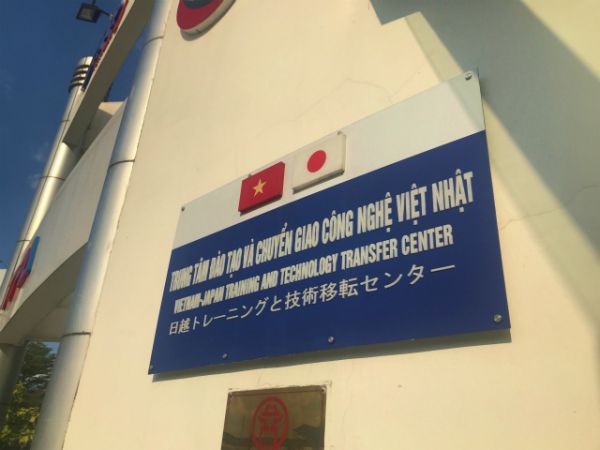 TRUNG TÂM ĐÀO TẠO VÀ CHUYỂN GIAO CÔNG NGHỆ VIỆT NHẬT
VIETNAM-JAPAN TRAINING AND TECHNOLOGY TRANSFER CENTER
日越トレーニングと技術移転センター